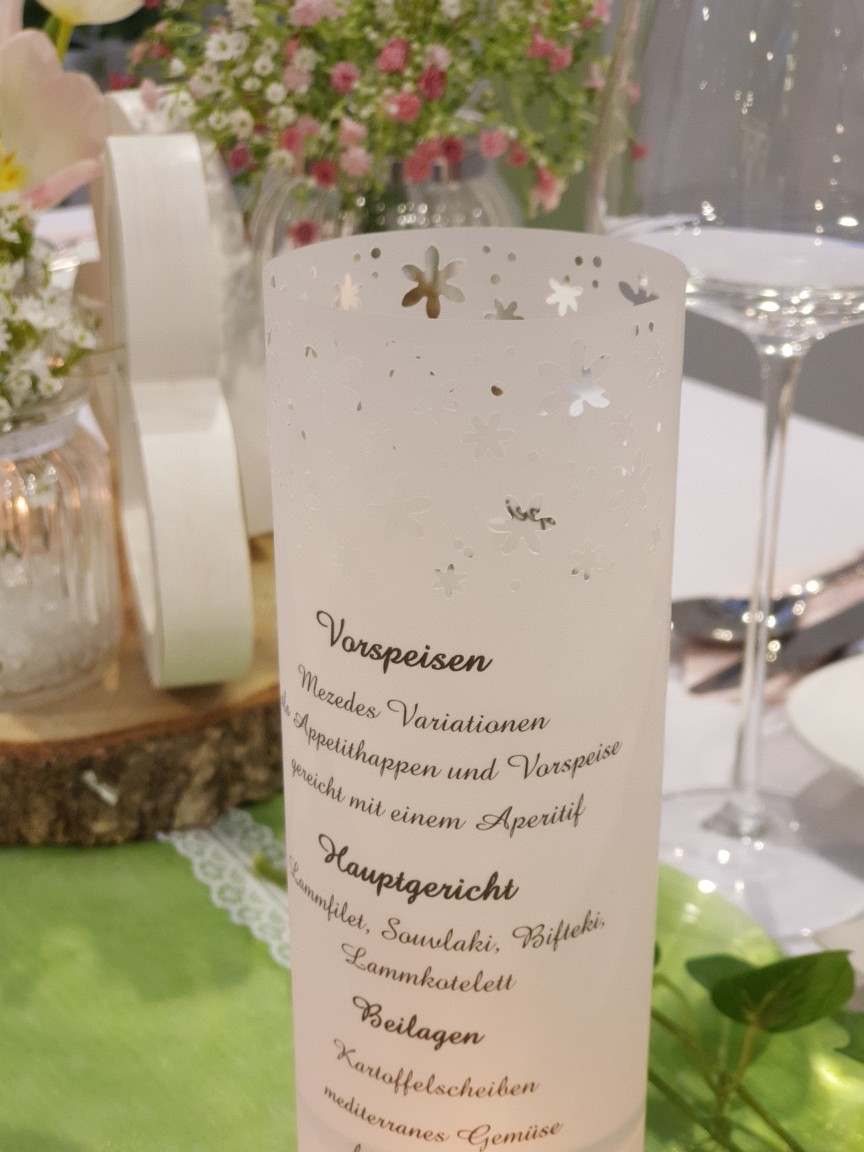 Vorspeisen
Mezedes Variationen
Appetithappen und Vorspeise
gereicht mit einem Aperitif
Hauptgericht
Lammfilet, Souvlaki, Bifteki,
Lammkotelett
Beilagen
Kartoffelscheiben
mediterranes Gemüse